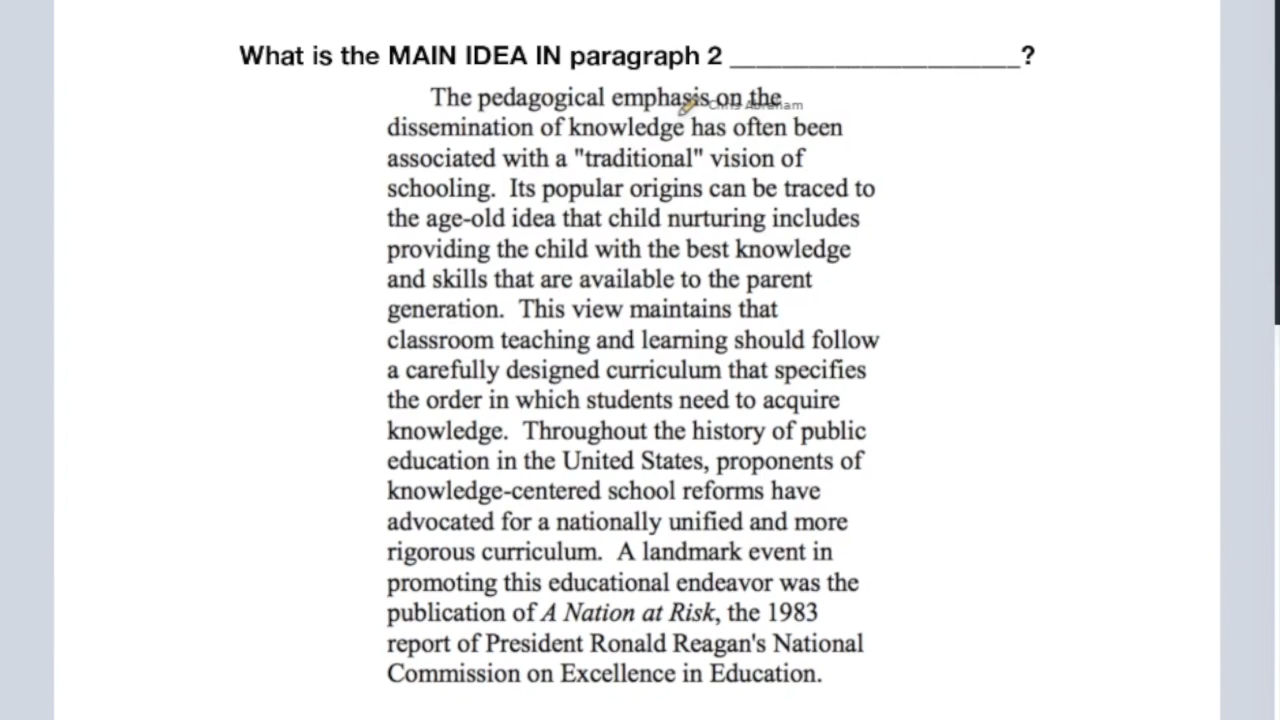 What is the MAIN IDEA IN paragraph 2 ______________________?
The pedagogical emphasis on the
Chris Abraham
dissemination of knowledge has often been
associated with a "traditional" vision of
schooling. Its popular origins can be traced to
the age-old idea that child nurturing includes
providing the child with the best knowledge
and skills that are available to the parent
generation. This view maintains that
classroom teaching and learning should follow
a carefully designed curriculum that specifies
the order in which students need to acquire
knowledge. Throughout the history of public
education in the United States, proponents of
knowledge-centered school reforms have
advocated for a nationally unified and more
rigorous curriculum. A landmark event in
promoting this educational endeavor was the
publication of A Nation at Risk, the 1983
report of President Ronald Reagan's National
Commission on Excellence in Education.